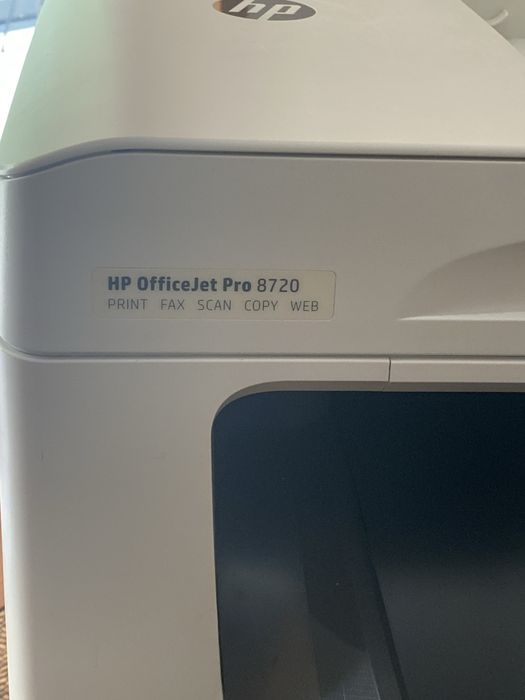 hp
HP OfficeJet Pro 8720
PRINT FAX SCAN COPY WEB